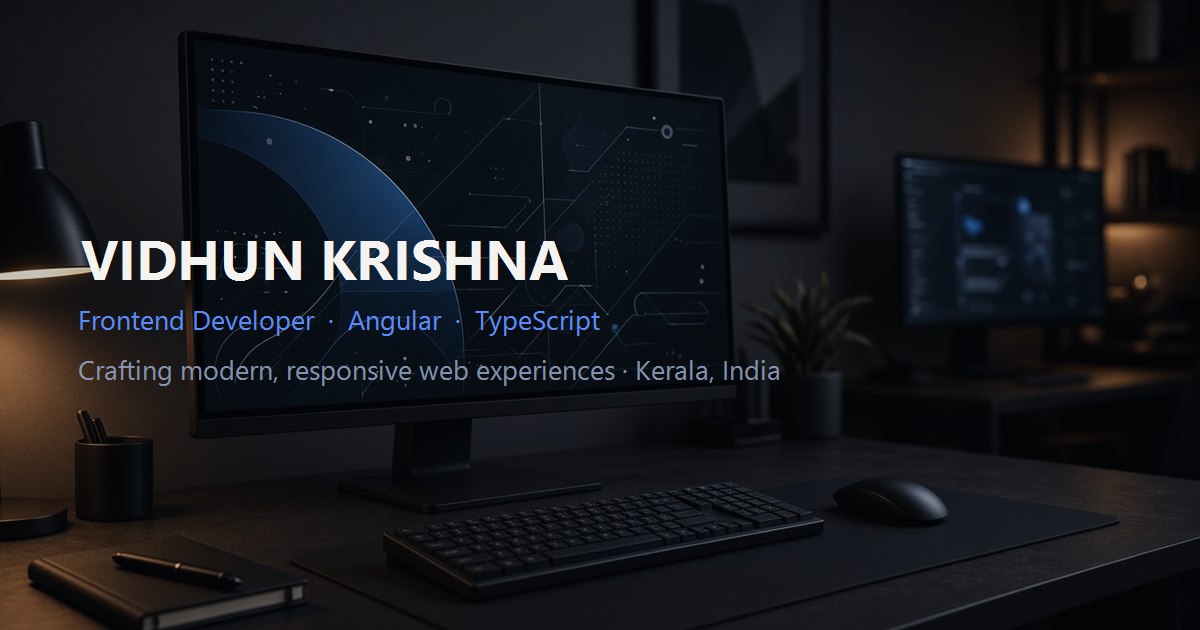 VIDHUN KRISHNA
Frontend Developer · Angular · TypeScript
Crafting modern, responsive web experiences · Kerala, India